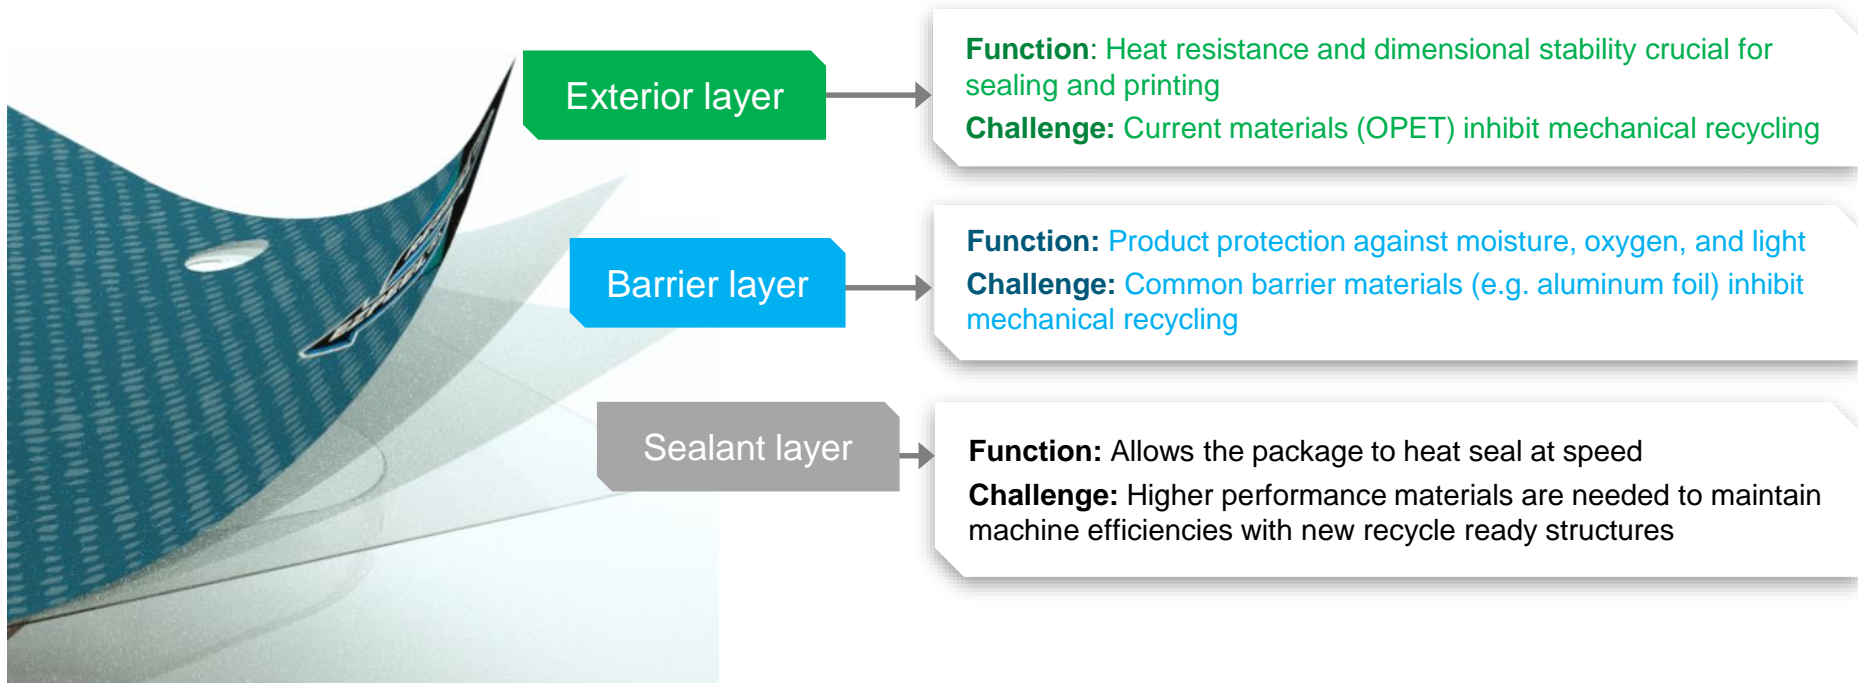 Exterior layer
Function: Heat resistance and dimensional stability crucial for
sealing and printing
Challenge: Current materials (OPET) inhibit mechanical recycling
Barrier layer
Function: Product protection against moisture, oxygen, and light
Challenge: Common barrier materials (e.g. aluminum foil) inhibit
mechanical recycling
Sealant layer
Function: Allows the package to heat seal at speed
Challenge: Higher performance materials are needed to maintain
machine efficiencies with new recycle ready structures